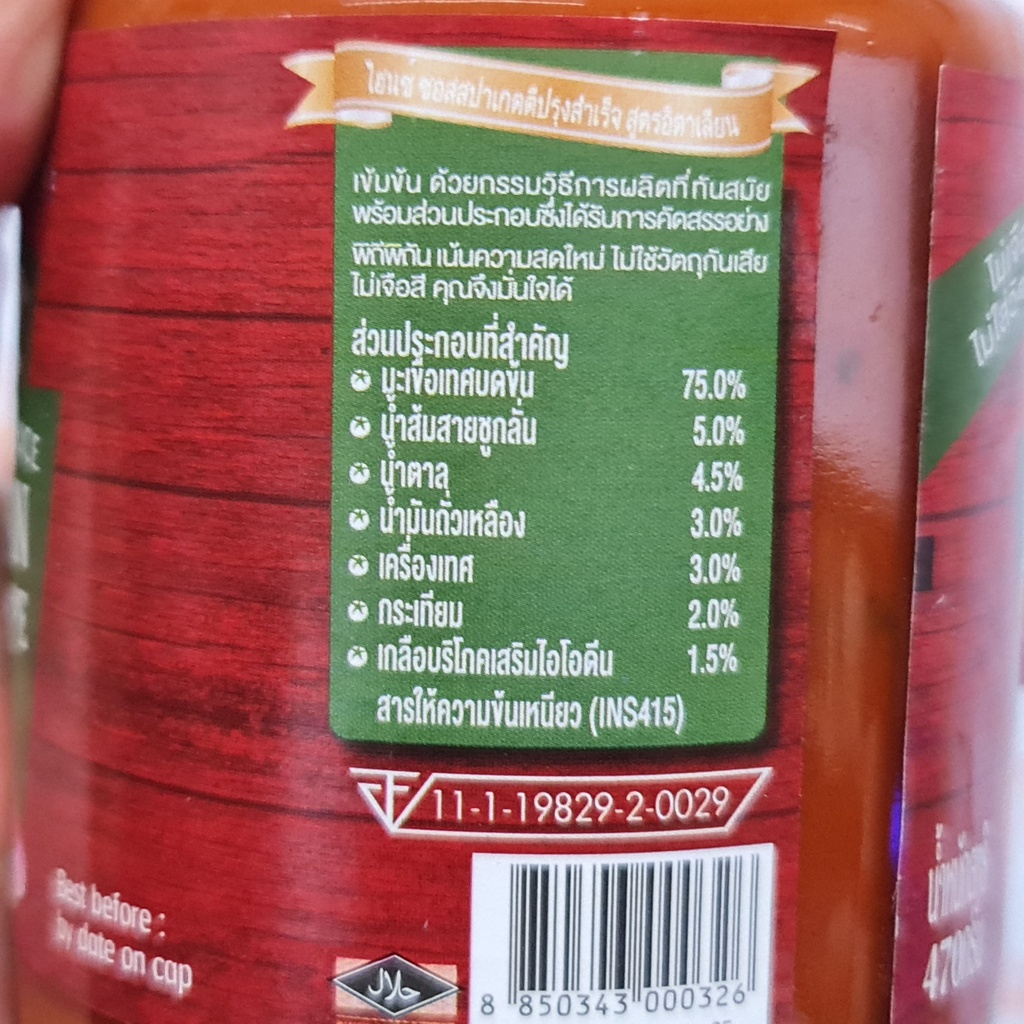 ไฮนซ์ ซอสสปาเกตตีปรุงสำเร็จ สูตรอิตาเลียน
เข้มข้น ด้วยกรรมวิธีการผลิตที่ทันสมัย
พร้อมส่วนประกอบซึ่งได้รับการคัดสรรอย่าง
พิถีพิถัน เน้นความสดใหม่ ไม่ใช้วัตถุกันเสีย
ไม่เจือสี คุณจึงมั่นใจได้
ส่วนประกอบที่สำคัญ
มะเขือเทศบดข้น 75.0%
น้ำส้มสายชูกลั่น 5.0%
น้ำตาล 4.5%
น้ำมันถั่วเหลือง 3.0%
เครื่องเทศ 3.0%
กระเทียม 2.0%
เกลือบริโภคเสริมไอโอดีน 1.5%
สารให้ความข้นเหนียว (INS415)
11-1-19829-2-0029
Best before :
by date on cap
حلال
8 850343 000326